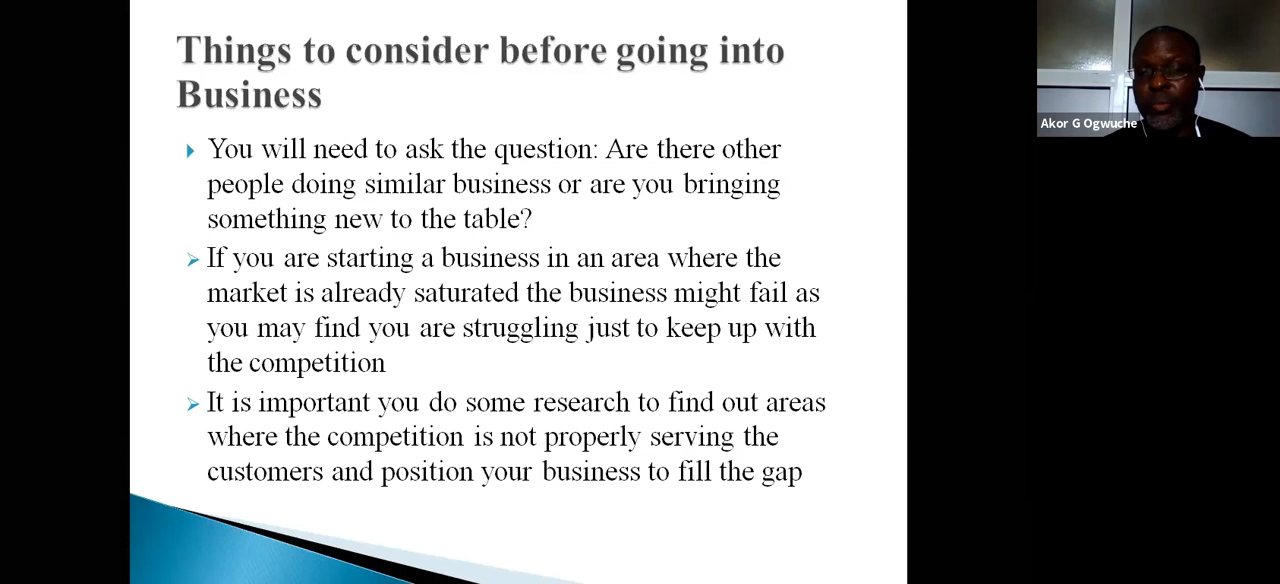 Things to consider before going into
Business
You will need to ask the question: Are there other
people doing similar business or are you bringing
something new to the table?
If you are starting a business in an area where the
market is already saturated the business might fail as
you may find you are struggling just to keep up with
the competition
It is important you do some research to find out areas
where the competition is not properly serving the
customers and position your business to fill the gap
Akor G Ogwuche